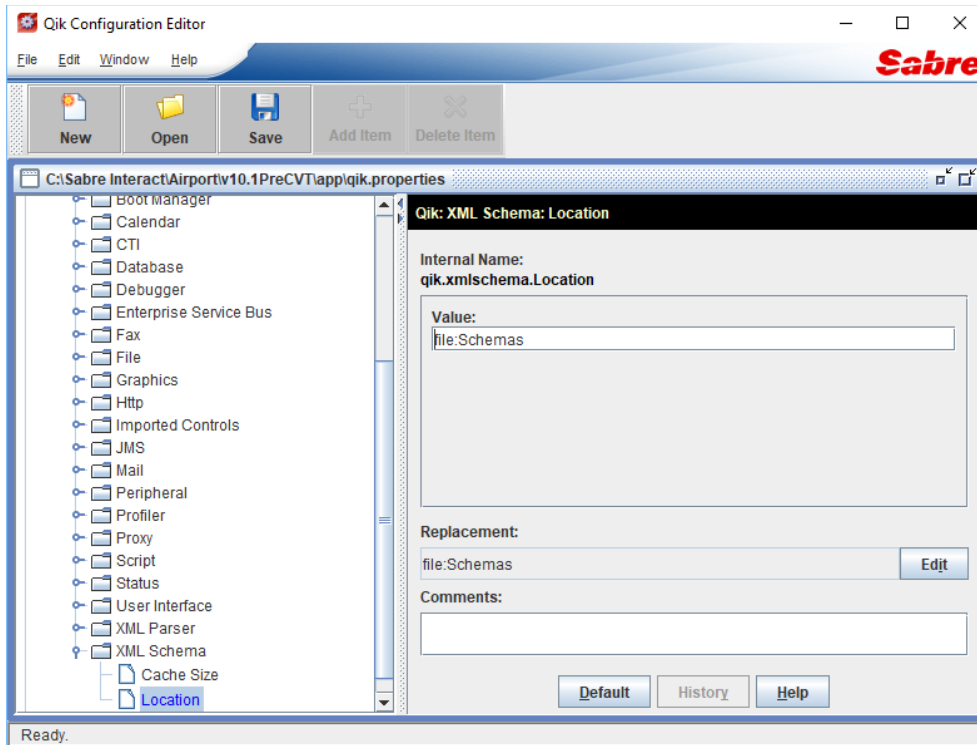 Qik Configuration Editor
File Edit Window Help
Sabre
New Open Save Add Item Delete Item
C:\Sabre Interact\Airport\v10.1PreCVT\app\qik.properties
Boot Manager
Calendar
CTI
Database
Debugger
Enterprise Service Bus
Fax
File
Graphics
Http
Imported Controls
JMS
Mail
Peripheral
Profiler
Proxy
Script
Status
User Interface
XML Parser
XML Schema
Cache Size
Location
Qik: XML Schema: Location
Internal Name:
qik.xmlschema.Location
Value:
file:Schemas
Replacement:
file:Schemas Edit
Comments:
Default History Help
Ready.